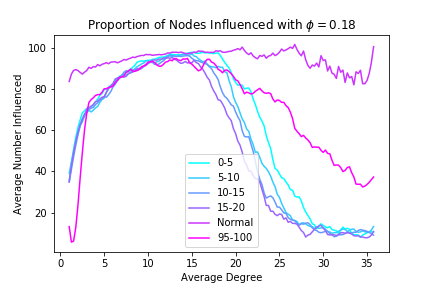 Proportion of Nodes Influenced with ϕ = 0.18
Average Number Influenced
100
80
60
40
20
0-5
5-10
10-15
15-20
Normal
95-100
0 5 10 15 20 25 30 35
Average Degree